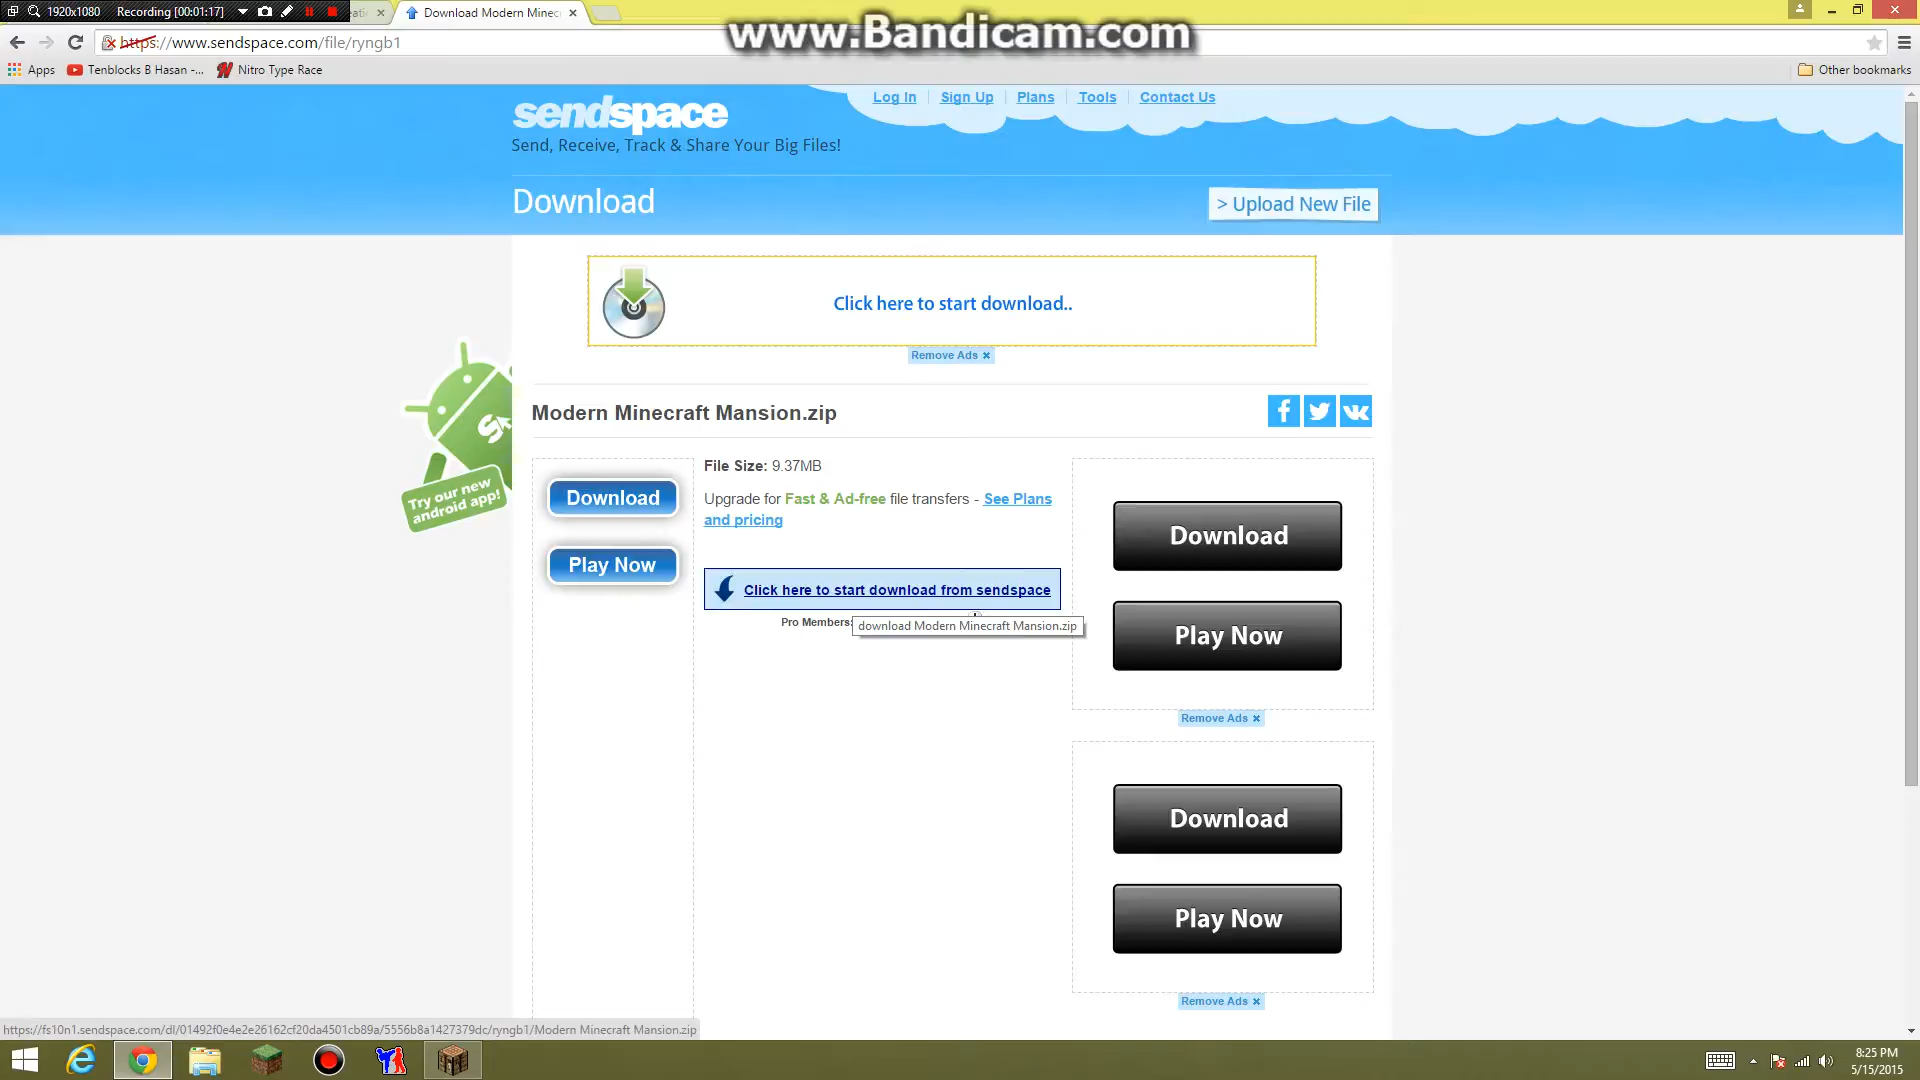 1920x1080 Recording [00:01:17]
Download Modern Minec
www.Bandicam.com
https://www.sendspace.com/file/ryngb1
Apps Tenblocks B Hasan -... Nitro Type Race Other bookmarks
sendspace
Log In Sign Up Plans Tools Contact Us
Send, Receive, Track & Share Your Big Files!
Download
> Upload New File
Click here to start download..
Remove Ads ×
Modern Minecraft Mansion.zip
Try our new
android app!
Download
Play Now
File Size: 9.37MB
Upgrade for Fast & Ad-free file transfers - See Plans
and pricing
Click here to start download from sendspace
Pro Members:
download Modern Minecraft Mansion.zip
Download
Play Now
Remove Ads ×
Download
Play Now
Remove Ads ×
https://fs10n1.sendspace.com/dl/01492f0e4e2e26162cf20da4501cb89a/5556b8a1427379dc/ryngb1/Modern Minecraft Mansion.zip
8:25 PM
5/15/2015